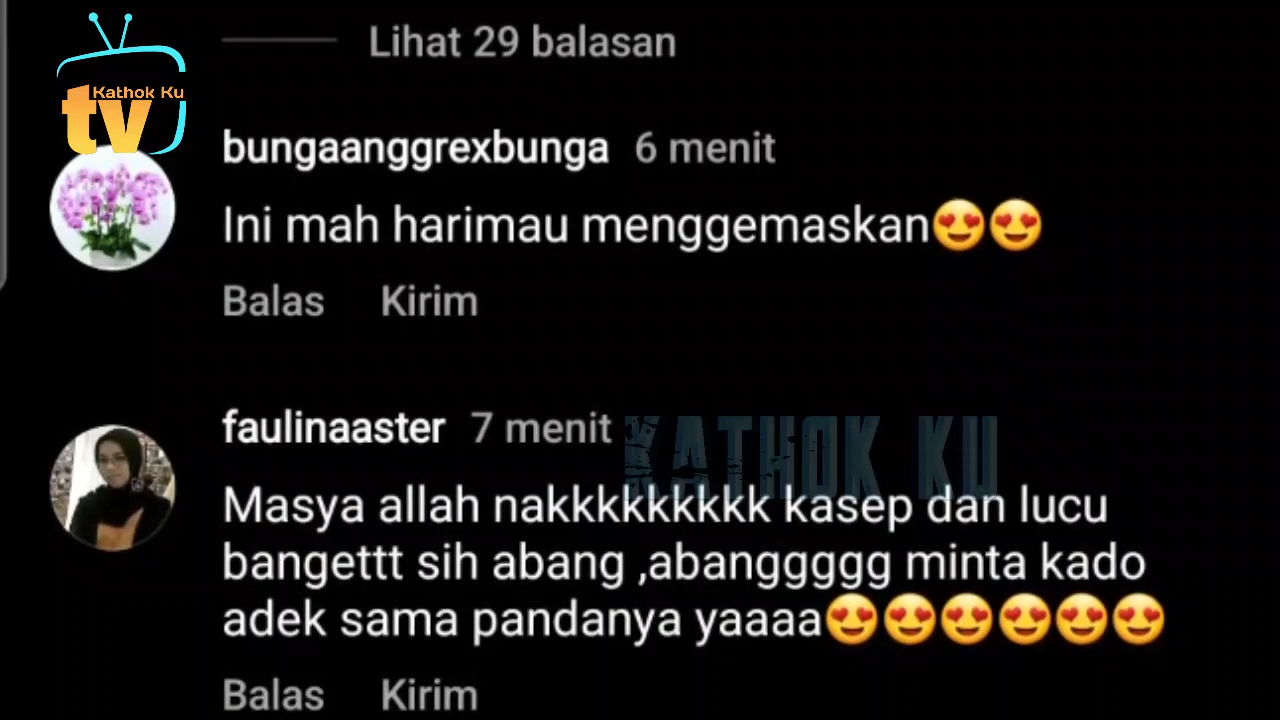 Lihat 29 balasan
Kathok Ku
tv
bungaanggrexbunga 6 menit
Ini mah harimau menggemaskan😍😍
Balas Kirim
faulinaaster 7 menit
KATHOK KU
Masya allah nakkkkkkkkk kasep dan lucu
bangettt sih abang ,abanggggg minta kado
adek sama pandanya yaaaa😍😍😍😍😍😍
Balas Kirim